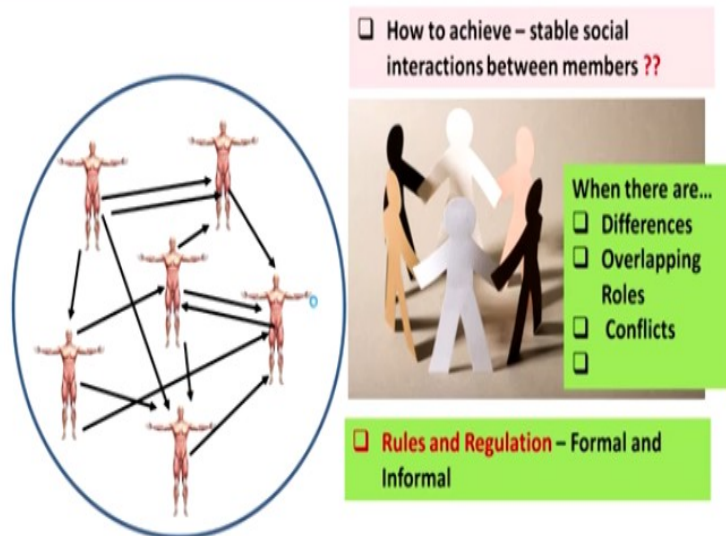 ❑ How to achieve – stable social
interactions between members ??
When there are...
❑ Differences
❑ Overlapping
Roles
❑ Conflicts
❑
❑ Rules and Regulation – Formal and
Informal